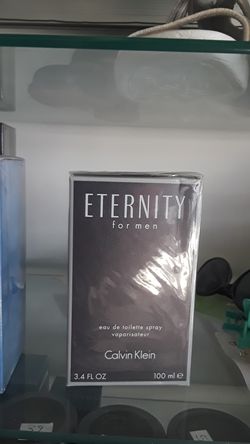 ETERNITY
for men
eau de toilette spray
vaporisateur
Calvin Klein
3.4 FL OZ 100 ml e